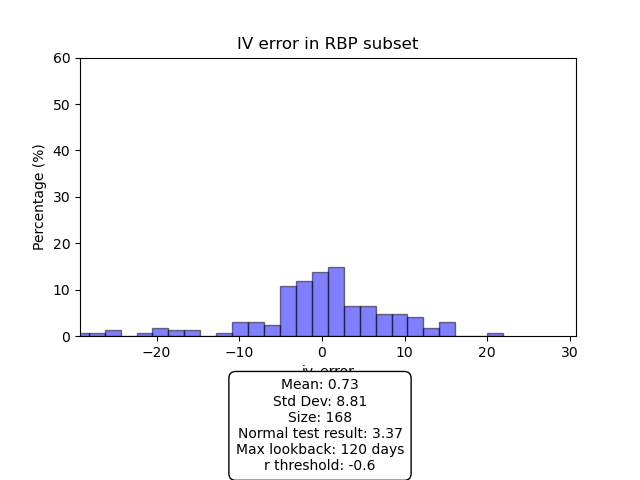 IV error in RBP subset
60
50
40
30
20
10
0
Percentage (%)
−20
−10
0
10
20
30
iv_error
Mean: 0.73
Std Dev: 8.81
Size: 168
Normal test result: 3.37
Max lookback: 120 days
r threshold: -0.6